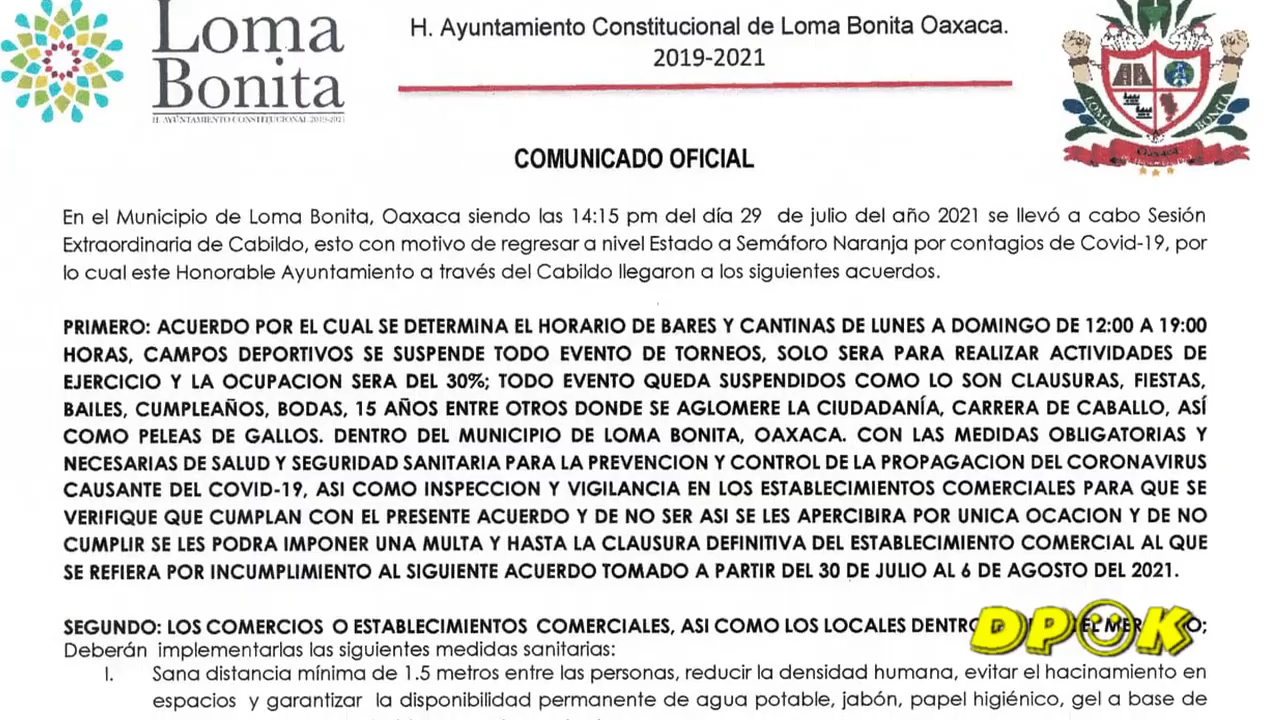 Loma
Bonita
H. AYUNTAMIENTO CONSTITUCIONAL 2019-2021
H. Ayuntamiento Constitucional de Loma Bonita Oaxaca.
2019-2021
LOMA BONITA
Oaxaca
COMUNICADO OFICIAL
En el Municipio de Loma Bonita, Oaxaca siendo las 14:15 pm del día 29 de julio del año 2021 se llevó a cabo Sesión
Extraordinaria de Cabildo, esto con motivo de regresar a nivel Estado a Semáforo Naranja por contagios de Covid-19, por
lo cual este Honorable Ayuntamiento a través del Cabildo llegaron a los siguientes acuerdos.
PRIMERO: ACUERDO POR EL CUAL SE DETERMINA EL HORARIO DE BARES Y CANTINAS DE LUNES A DOMINGO DE 12:00 A 19:00
HORAS, CAMPOS DEPORTIVOS SE SUSPENDE TODO EVENTO DE TORNEOS, SOLO SERA PARA REALIZAR ACTIVIDADES DE
EJERCICIO Y LA OCUPACION SERA DEL 30%; TODO EVENTO QUEDA SUSPENDIDOS COMO LO SON CLAUSURAS, FIESTAS,
BAILES, CUMPLEAÑOS, BODAS, 15 AÑOS ENTRE OTROS DONDE SE AGLOMERE LA CIUDADANÍA, CARRERA DE CABALLO, ASÍ
COMO PELEAS DE GALLOS. DENTRO DEL MUNICIPIO DE LOMA BONITA, OAXACA. CON LAS MEDIDAS OBLIGATORIAS Y
NECESARIAS DE SALUD Y SEGURIDAD SANITARIA PARA LA PREVENCION Y CONTROL DE LA PROPAGACION DEL CORONAVIRUS
CAUSANTE DEL COVID-19, ASI COMO INSPECCION Y VIGILANCIA EN LOS ESTABLECIMIENTOS COMERCIALES PARA QUE SE
VERIFIQUE QUE CUMPLAN CON EL PRESENTE ACUERDO Y DE NO SER ASI SE LES APERCIBIRA POR UNICA OCACION Y DE NO
CUMPLIR SE LES PODRA IMPONER UNA MULTA Y HASTA LA CLAUSURA DEFINITIVA DEL ESTABLECIMIENTO COMERCIAL AL QUE
SE REFIERA POR INCUMPLIMIENTO AL SIGUIENTE ACUERDO TOMADO A PARTIR DEL 30 DE JULIO AL 6 DE AGOSTO DEL 2021.
SEGUNDO: LOS COMERCIOS O ESTABLECIMIENTOS COMERCIALES, ASI COMO LOS LOCALES DENTRO
DPOK
Deberán implementarlas las siguientes medidas sanitarias:
I. Sana distancia mínima de 1.5 metros entre las personas, reducir la densidad humana, evitar el hacinamiento en
espacios y garantizar la disponibilidad permanente de agua potable, jabón, papel higiénico, gel a base de